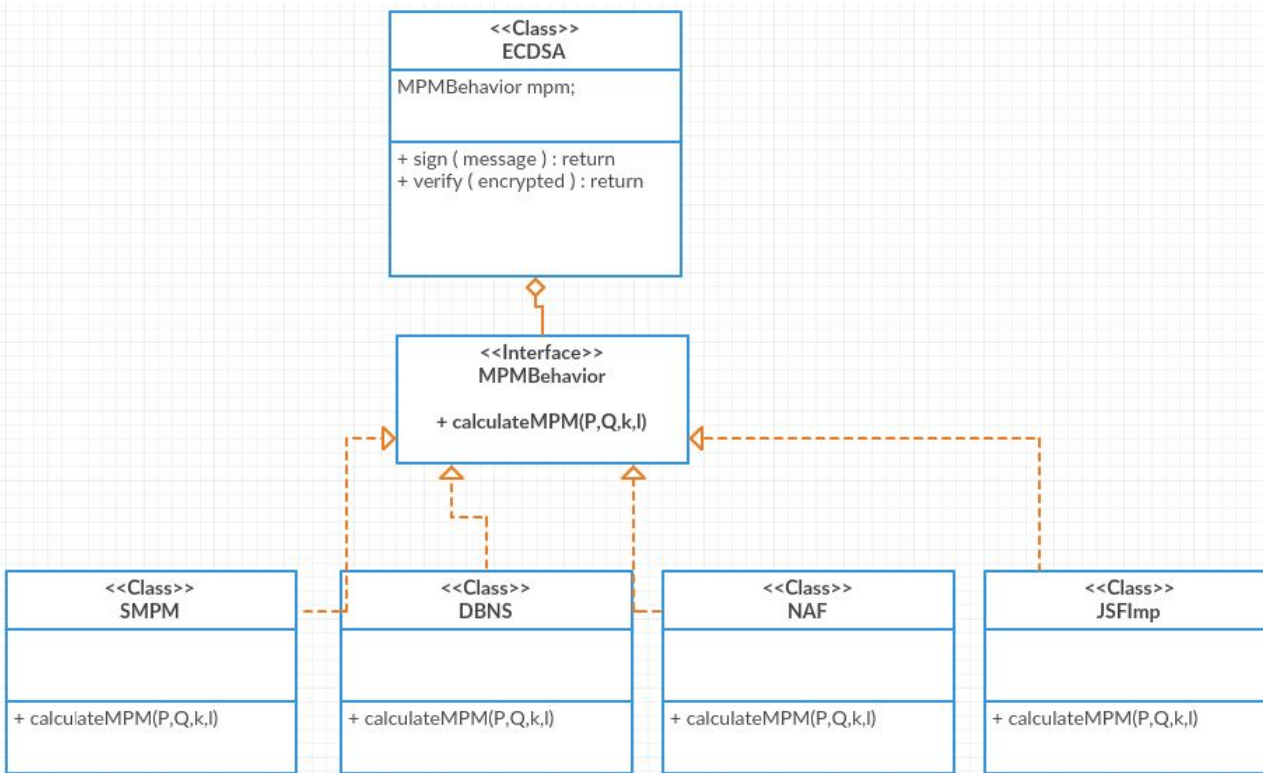 <<Class>>
ECDSA
MPMBehavior mpm;
+ sign ( message ) : return
+ verify ( encrypted ) : return
<<Interface>>
MPMBehavior
+ calculateMPM(P,Q,k,l)
<<Class>>
SMPM
+ calculateMPM(P,Q,k,l)
<<Class>>
DBNS
+ calculateMPM(P,Q,k,l)
<<Class>>
NAF
+ calculateMPM(P,Q,k,l)
<<Class>>
JSFImp
+ calculateMPM(P,Q,k,l)